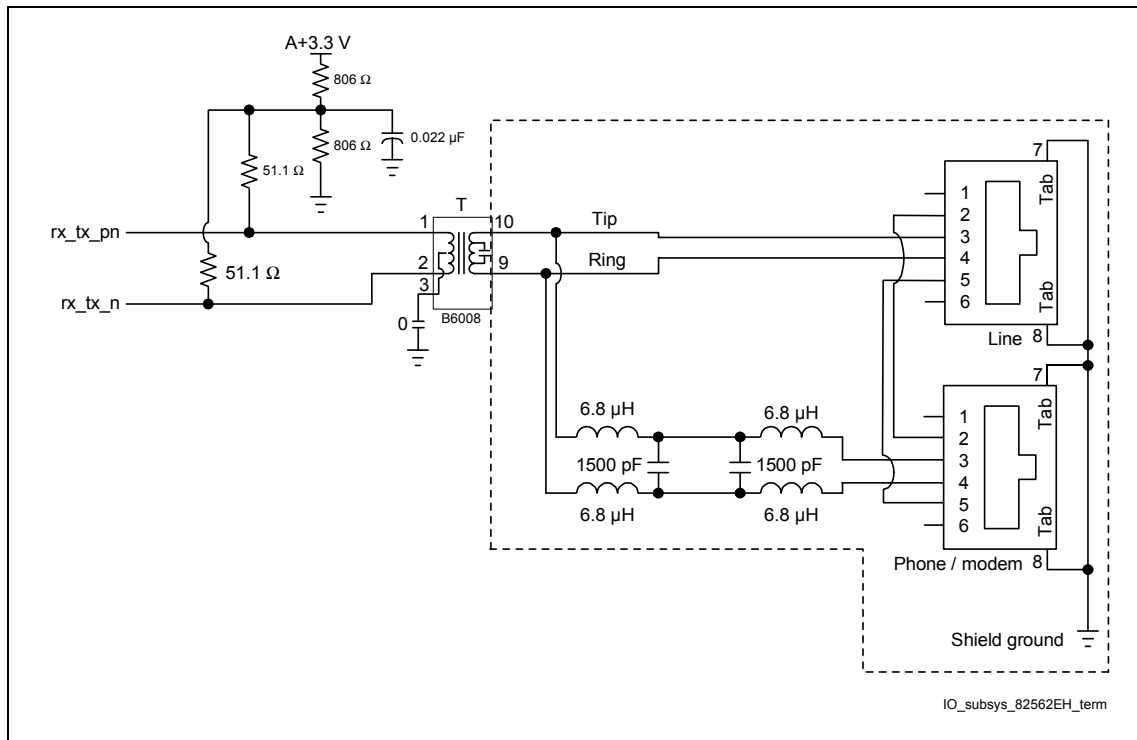 A+3.3 V
806 Ω
806 Ω
0.022 µF
51.1 Ω
rx_tx_pn
51.1 Ω
rx_tx_n
T
1
10
2
9
3
B6008
0
Tip
Ring
7
Tab
1
2
3
4
5
6
Tab
8
Line
7
Tab
1
2
3
4
5
6
Tab
8
Phone / modem
6.8 µH
6.8 µH
1500 pF
1500 pF
6.8 µH
6.8 µH
Shield ground
IO_subsys_82562EH_term